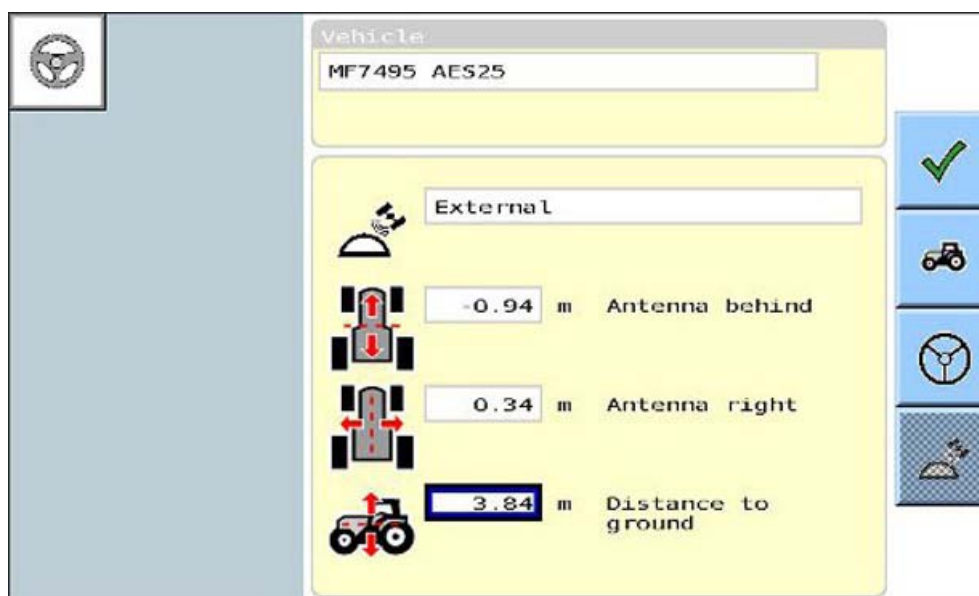 Vehicle
MF7495 AES25
External
-0.94 m Antenna behind
0.34 m Antenna right
3.84 m Distance to
ground